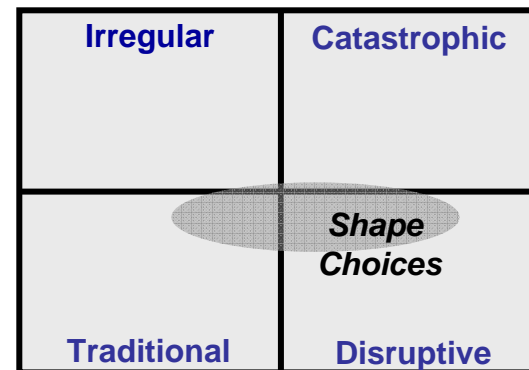 Irregular
Catastrophic
Shape
Choices
Traditional
Disruptive